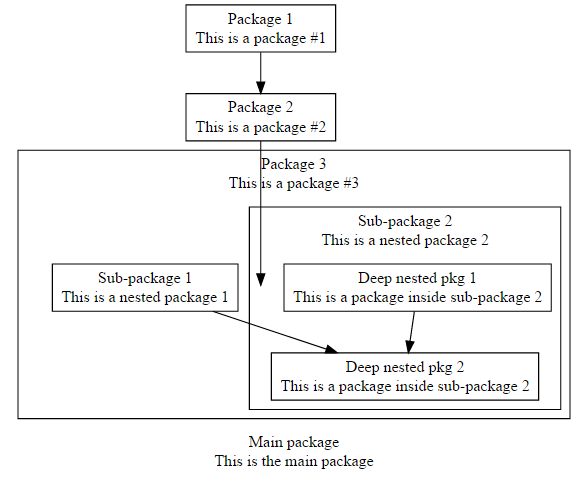 Package 1
This is a package #1
Package 2
This is a package #2
Package 3
This is a package #3
Sub-package 2
This is a nested package 2
Sub-package 1
This is a nested package 1
Deep nested pkg 1
This is a package inside sub-package 2
Deep nested pkg 2
This is a package inside sub-package 2
Main package
This is the main package